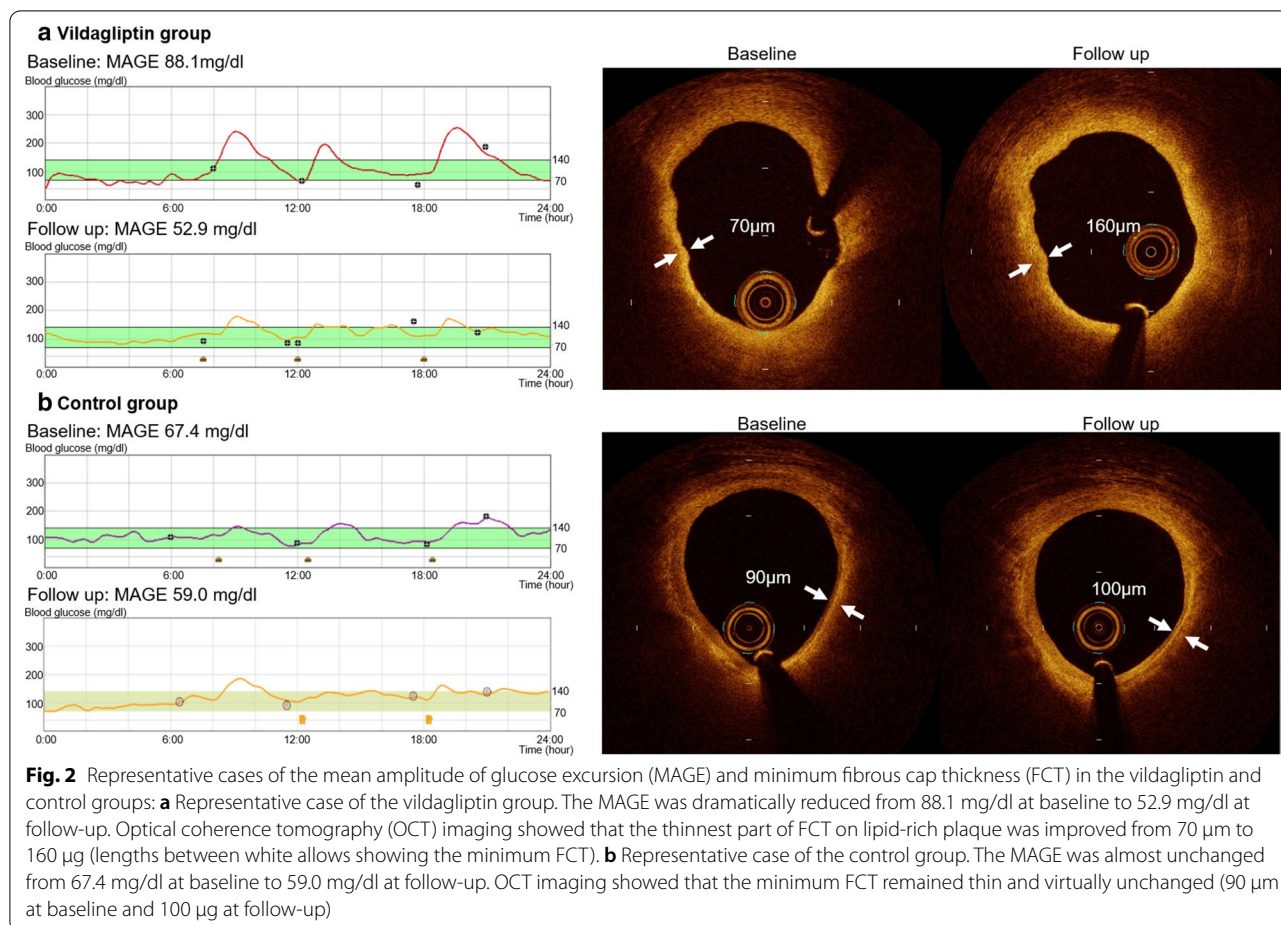 a Vildagliptin group
Baseline: MAGE 88.1mg/dl
Blood glucose (mg/dl)
300
200
100
140
70
0:00 6:00 12:00 18:00 24:00
Time (hour)
Follow up: MAGE 52.9 mg/dl
Blood glucose (mg/dl)
300
200
100
140
70
0:00 6:00 12:00 18:00 24:00
Time (hour)
Baseline
Follow up
70µm
160µm
b Control group
Baseline: MAGE 67.4 mg/dl
Blood glucose (mg/dl)
300
200
100
140
70
0:00 6:00 12:00 18:00 24:00
Time (hour)
Follow up: MAGE 59.0 mg/dl
Blood glucose (mg/dl)
300
200
100
140
70
0:00 6:00 12:00 18:00 24:00
Time (hour)
Baseline
Follow up
90µm
100µm
Fig. 2 Representative cases of the mean amplitude of glucose excursion (MAGE) and minimum fibrous cap thickness (FCT) in the vildagliptin and
control groups: a Representative case of the vildagliptin group. The MAGE was dramatically reduced from 88.1 mg/dl at baseline to 52.9 mg/dl at
follow-up. Optical coherence tomography (OCT) imaging showed that the thinnest part of FCT on lipid-rich plaque was improved from 70 µm to
160 µg (lengths between white allows showing the minimum FCT). b Representative case of the control group. The MAGE was almost unchanged
from 67.4 mg/dl at baseline to 59.0 mg/dl at follow-up. OCT imaging showed that the minimum FCT remained thin and virtually unchanged (90 µm
at baseline and 100 µg at follow-up)